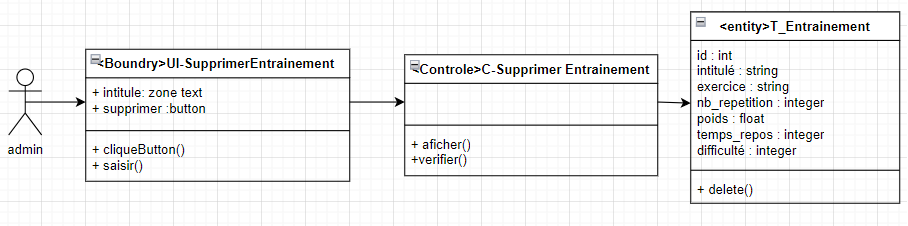 admin
<Boundry>UI-SupprimerEntrainement
+ intitule: zone text
+ supprimer :button
+ cliqueButton()
+ saisir()
<Controle>C-Supprimer Entrainement
+ aficher()
+verifier()
<entity>T_Entrainement
id : int
intitulé : string
exercice : string
nb_repetition : integer
poids : float
temps_repos : integer
difficulté : integer
+ delete()